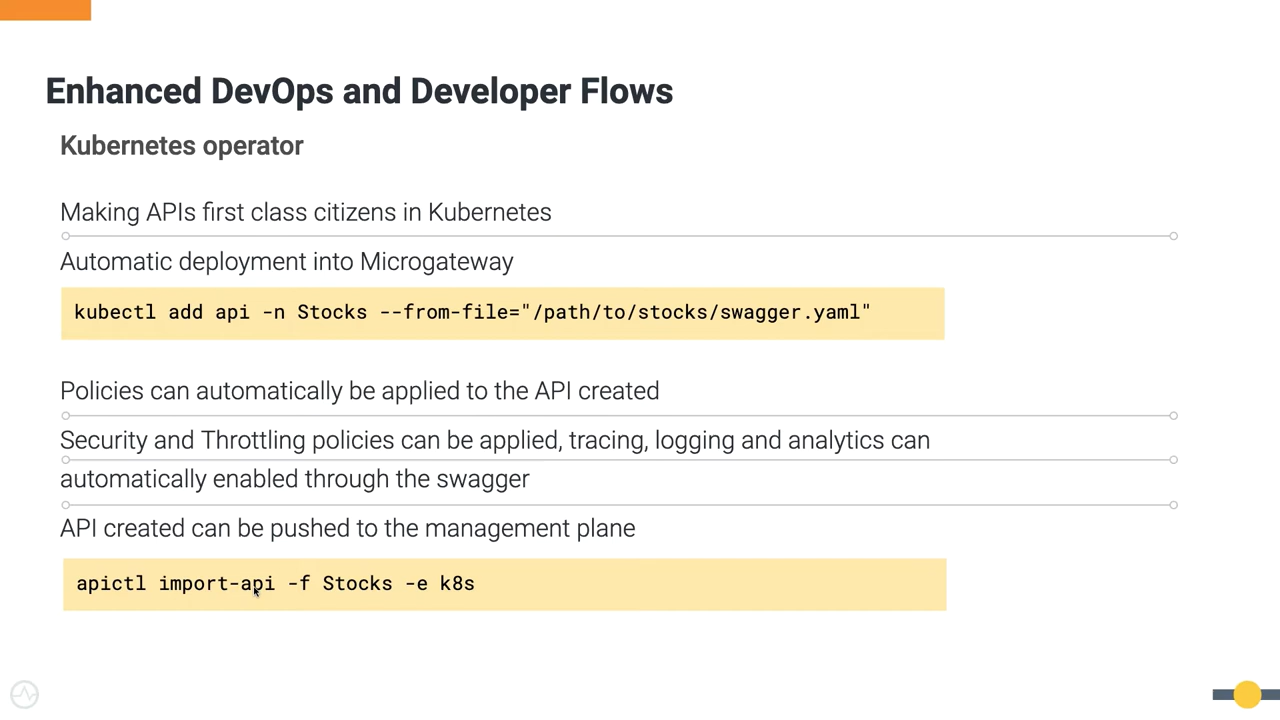 Enhanced DevOps and Developer Flows
Kubernetes operator
Making APIs first class citizens in Kubernetes
Automatic deployment into Microgateway
kubectl add api -n Stocks --from-file="/path/to/stocks/swagger.yaml"
Policies can automatically be applied to the API created
Security and Throttling policies can be applied, tracing, logging and analytics can
automatically enabled through the swagger
API created can be pushed to the management plane
apictl import-api -f Stocks -e k8s